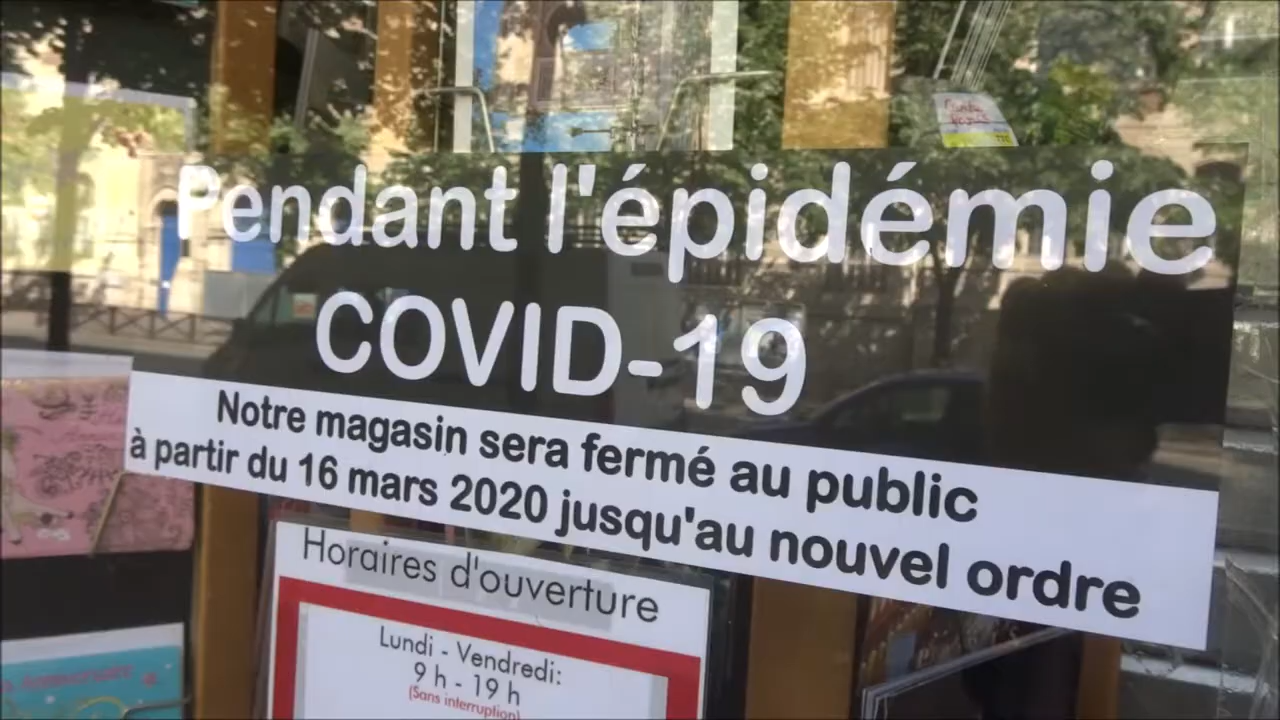 Pendant l'épidémie
COVID-19
Notre magasin sera fermé au public
à partir du 16 mars 2020 jusqu'au nouvel ordre
Horaires d'ouverture
Lundi - Vendredi:
9 h - 19 h
(Sans interruption)